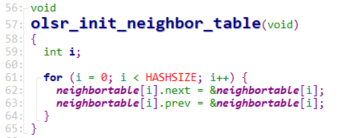 56: void
57: olsr_init_neighbor_table(void)
58: {
59: int i;
60:
61: for (i = 0; i < HASHSIZE; i++) {
62: neighbortable[i].next = &neighbortable[i];
63: neighbortable[i].prev = &neighbortable[i];
64: }
65: }